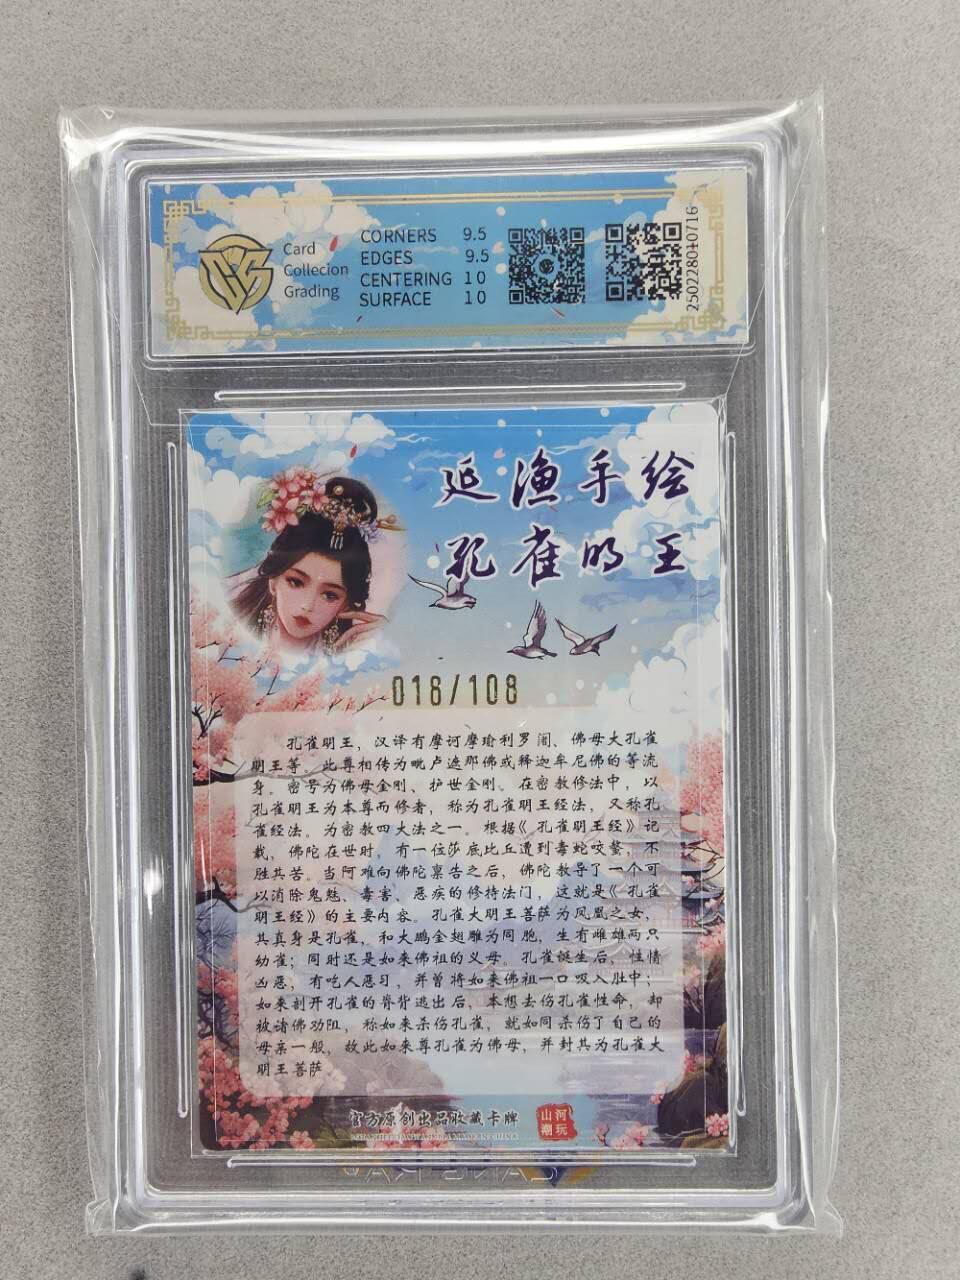 Card
Collecion
Grading
CORNERS 9.5
EDGES 9.5
CENTERING 10
SURFACE 10
250228010716
延渔手绘
孔雀明王
018/108
孔雀明王，汉译有摩诃摩瑜利罗阇、佛母大孔雀
明王等。此尊相传为毗卢遮那佛或释迦牟尼佛的等流
身。密号为佛母金刚、护世金刚。在密教修法中，以
孔雀明王为本尊而修者，称为孔雀明王经法，又称孔
雀经法。为密教四大法之一。根据《孔雀明王经》记
载，佛陀在世时，有一位莎底比丘遭到毒蛇咬螫，不
胜其苦。当阿难向佛陀禀告之后，佛陀教导了一个可
以消除鬼魅、毒害、恶疾的修持法门，这就是《孔雀
明王经》的主要内容。孔雀大明王菩萨为凤凰之女，
其真身是孔雀，和大鹏金翅雕为同胞，生有雌雄两只
幼雀；同时还是如来佛祖的义母。孔雀诞生后，性情
凶恶，有吃人恶习，并曾将如来佛祖一口吸入肚中；
如来剖开孔雀的脊背逃出后，本想去伤孔雀性命，却
被诸佛劝阻，称如来杀伤孔雀，就如同杀伤了自己的
母亲一般，故此如来尊孔雀为佛母，并封其为孔雀大
明王菩萨
官方原创出品收藏卡牌
山河
潮玩